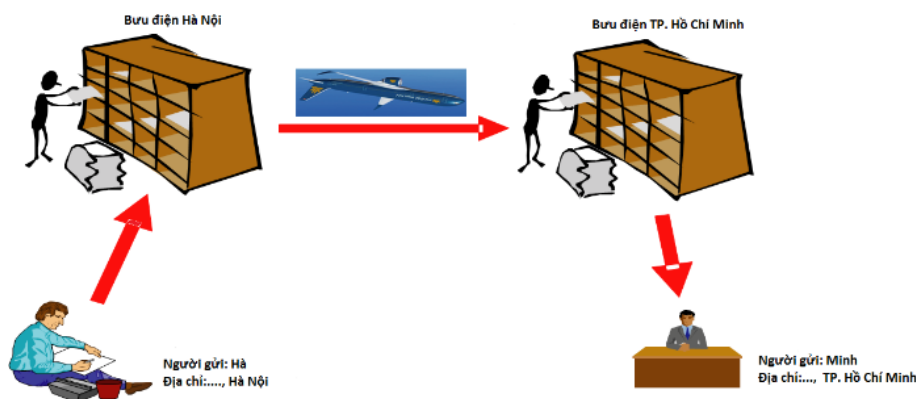 Bưu điện Hà Nội
Bưu điện TP. Hồ Chí Minh
Người gửi: Hà
Địa chỉ:...., Hà Nội
Người gửi: Minh
Địa chỉ:..., TP. Hồ Chí Minh